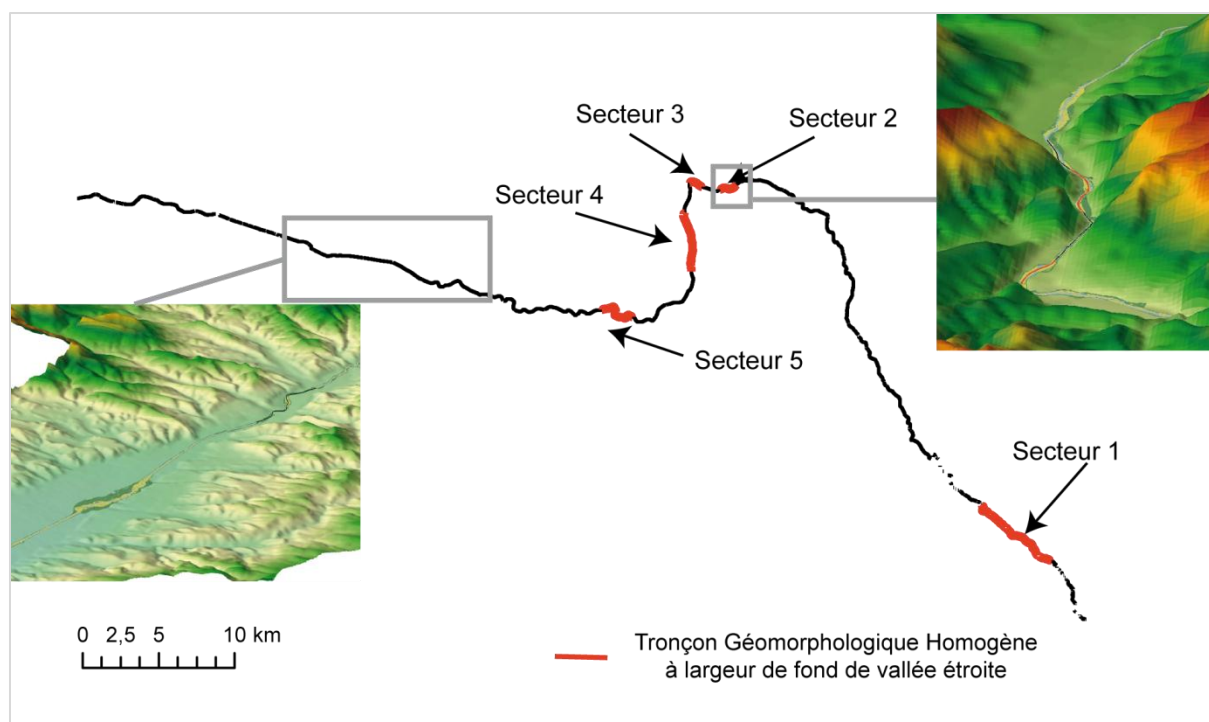 Secteur 3
Secteur 2
Secteur 4
Secteur 5
Secteur 1
0 2,5 5 10 km
Tronçon Géomorphologique Homogène
à largeur de fond de vallée étroite